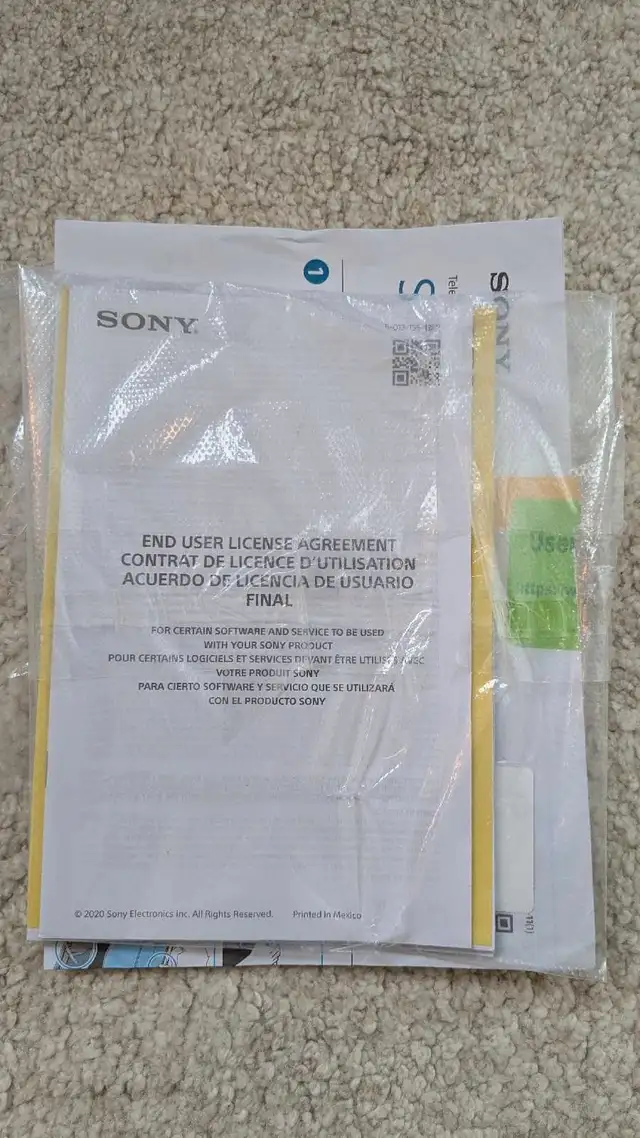 SONY
END USER LICENSE AGREEMENT
CONTRAT DE LICENCE D'UTILISATION
ACUERDO DE LICENCIA DE USUARIO
FINAL
FOR CERTAIN SOFTWARE AND SERVICE TO BE USED
WITH YOUR SONY PRODUCT
POUR CERTAINS LOGICIELS ET SERVICES DEVANT ÊTRE UTILISÉS AVEC
VOTRE PRODUIT SONY
PARA CIERTO SOFTWARE Y SERVICIO QUE SE UTILIZARÁ
CON EL PRODUCTO SONY
© 2020 Sony Electronics Inc. All Rights Reserved. Printed in Mexico
1
S
Tele
SONY
User